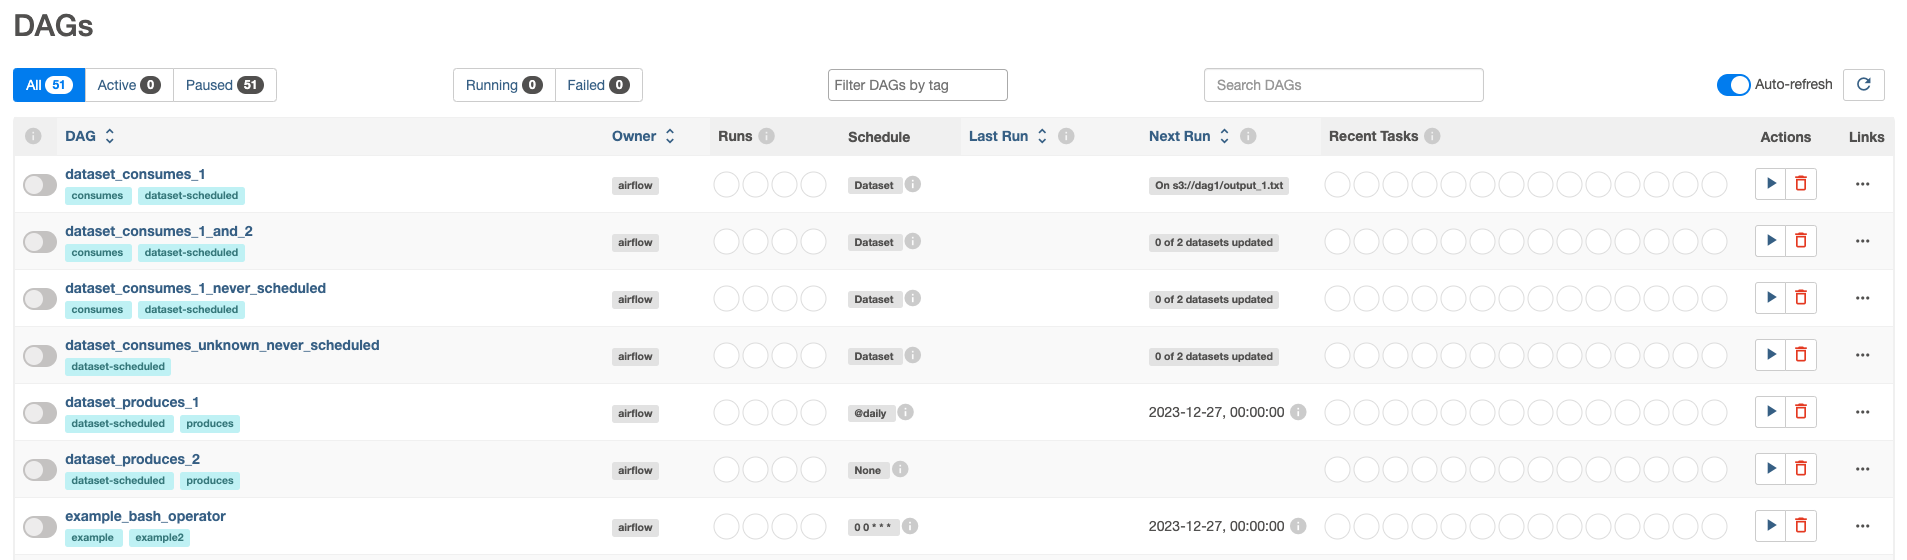 DAGs
All 51 Active 0 Paused 51 Running 0 Failed 0 Filter DAGs by tag Search DAGs Auto-refresh
DAG Owner Runs Schedule Last Run Next Run Recent Tasks Actions Links
dataset_consumes_1
consumes dataset-scheduled airflow Dataset On s3://dag1/output_1.txt
dataset_consumes_1_and_2
consumes dataset-scheduled airflow Dataset 0 of 2 datasets updated
dataset_consumes_1_never_scheduled
consumes dataset-scheduled airflow Dataset 0 of 2 datasets updated
dataset_consumes_unknown_never_scheduled
dataset-scheduled airflow Dataset 0 of 2 datasets updated
dataset_produces_1
dataset-scheduled produces airflow @daily 2023-12-27, 00:00:00
dataset_produces_2
dataset-scheduled produces airflow None
example_bash_operator
example example2 airflow 0 0 * * * 2023-12-27, 00:00:00